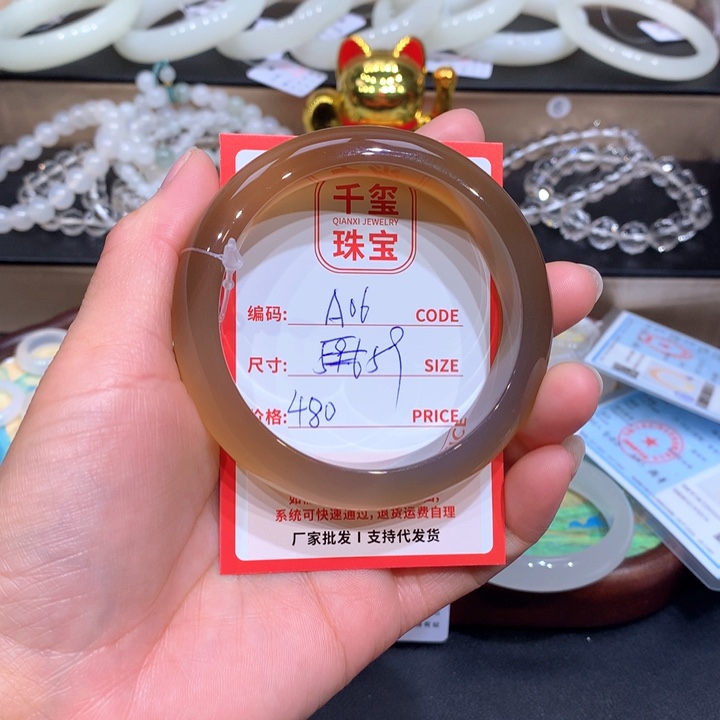 千玺
QIANXI JEWELRY
珠宝
编码: A06 CODE
尺寸: 59 SIZE
价格: 480 PRICE
系统可快速通过,退货运费自理
厂家批发 I 支持代发货